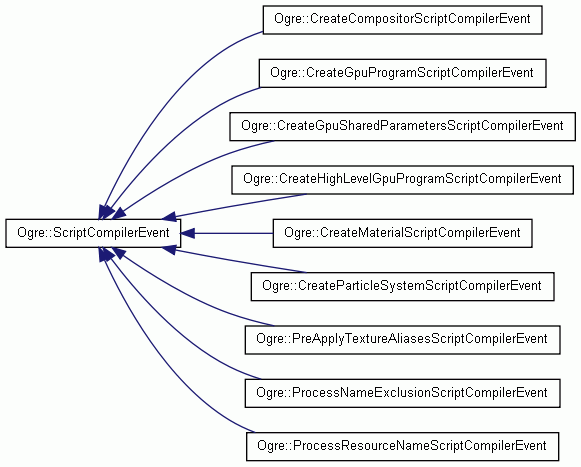 Ogre::CreateCompositorScriptCompilerEvent
Ogre::CreateGpuProgramScriptCompilerEvent
Ogre::CreateGpuSharedParametersScriptCompilerEvent
Ogre::CreateHighLevelGpuProgramScriptCompilerEvent
Ogre::ScriptCompilerEvent
Ogre::CreateMaterialScriptCompilerEvent
Ogre::CreateParticleSystemScriptCompilerEvent
Ogre::PreApplyTextureAliasesScriptCompilerEvent
Ogre::ProcessNameExclusionScriptCompilerEvent
Ogre::ProcessResourceNameScriptCompilerEvent